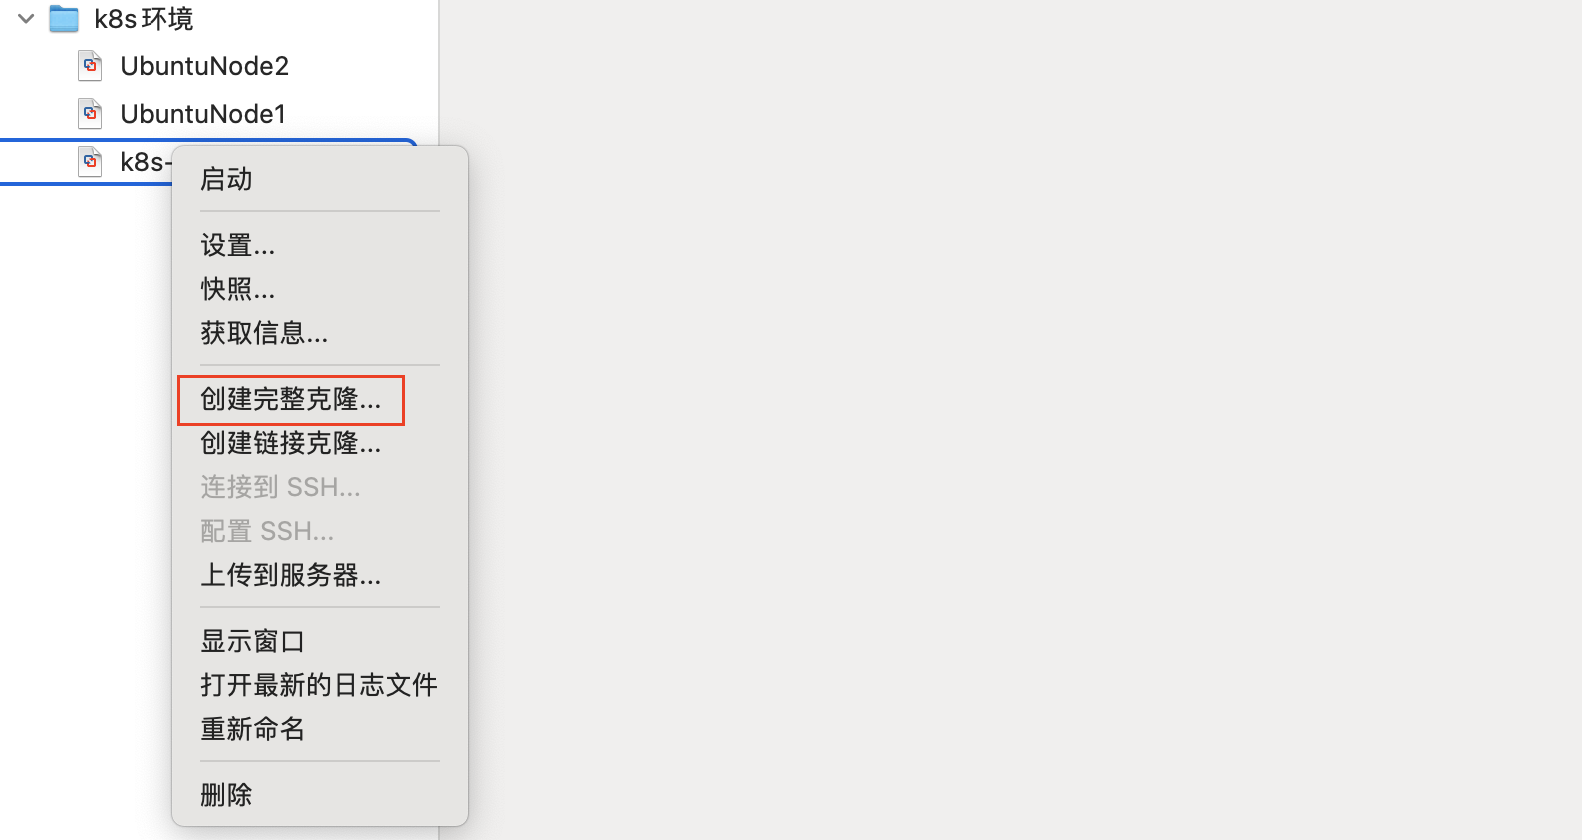 k8s环境
UbuntuNode2
UbuntuNode1
k8s-
启动
设置...
快照...
获取信息...
创建完整克隆...
创建链接克隆...
连接到 SSH...
配置 SSH...
上传到服务器...
显示窗口
打开最新的日志文件
重新命名
删除